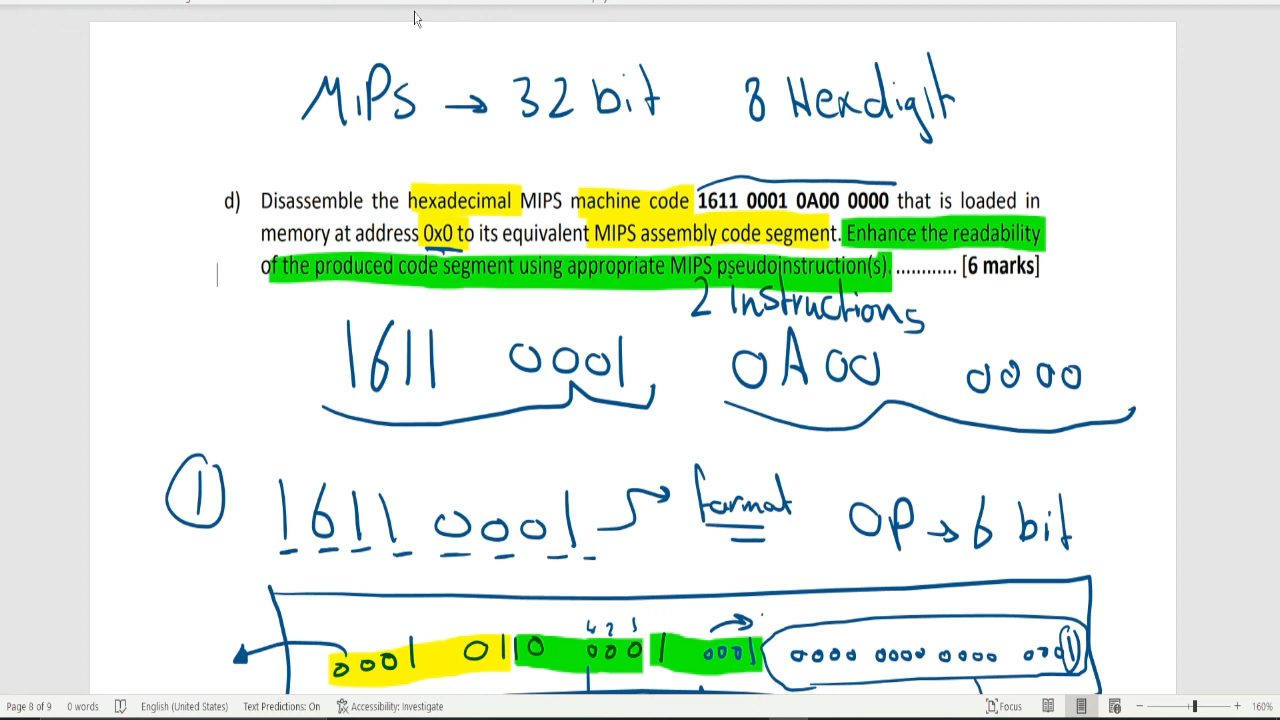 MIPS → 32 bit 8 Hexdigit
d) Disassemble the hexadecimal MIPS machine code 1611 0001 0A00 0000 that is loaded in
memory at address 0x0 to its equivalent MIPS assembly code segment. Enhance the readability
of the produced code segment using appropriate MIPS pseudoinstruction(s). ............ [6 marks]
2 Instructions
1611 0001 0A00 0000
1 1611 0001 format OP → 6 bit
4 2 1
0001 0110 0001 0001 0000 0000 0000 0001
Page 8 of 9 0 words English (United States) Text Predictions: On Accessibility: Investigate Focus 160%